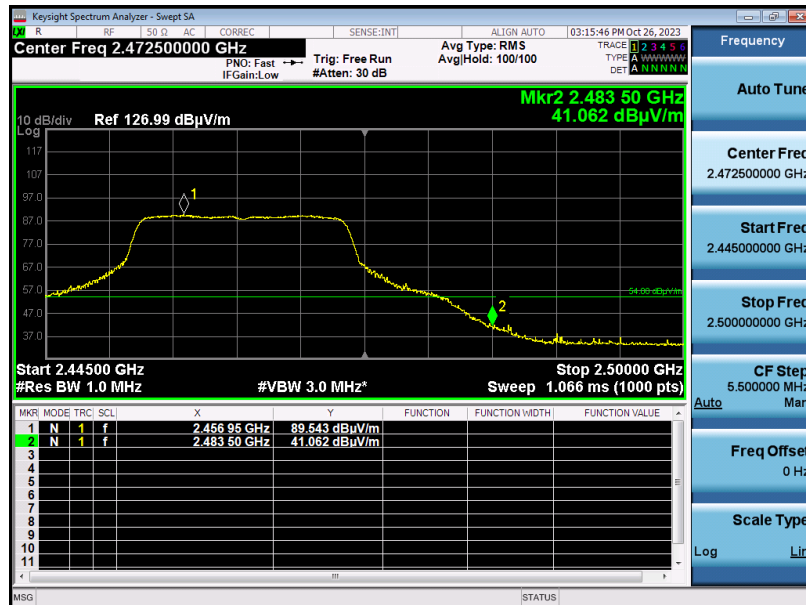 Keysight Spectrum Analyzer - Swept SA
LXI R RF 50 Ω AC CORREC SENSE:INT ALIGN AUTO 03:15:46 PM Oct 26, 2023
Center Freq 2.472500000 GHz
PNO: Fast
IFGain:Low
Trig: Free Run
#Atten: 30 dB
Avg Type: RMS
Avg|Hold: 100/100
TRACE 1 2 3 4 5 6
TYPE A WWWWW
DET A N N N N N
Mkr2 2.483 50 GHz
41.062 dBµV/m
10 dB/div Ref 126.99 dBµV/m
Log
117
107
97.0
87.0
77.0
67.0
57.0
47.0
37.0
1
54.00 dBµV/m
2
Start 2.44500 GHz Stop 2.50000 GHz
#Res BW 1.0 MHz #VBW 3.0 MHz* Sweep 1.066 ms (1000 pts)
MKR MODE TRC SCL X Y FUNCTION FUNCTION WIDTH FUNCTION VALUE
1 N 1 f 2.456 95 GHz 89.543 dBµV/m
2 N 1 f 2.483 50 GHz 41.062 dBµV/m
3
4
5
6
7
8
9
10
11
MSG STATUS
Frequency
Auto Tune
Center Freq
2.472500000 GHz
Start Freq
2.445000000 GHz
Stop Freq
2.500000000 GHz
CF Step
5.500000 MHz
Auto Man
Freq Offset
0 Hz
Scale Type
Log Lin